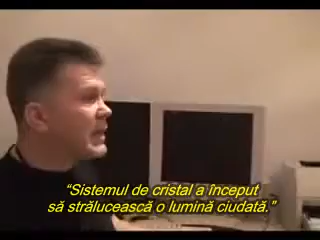 “Sistemul de cristal a început
să strălucească o lumină ciudată.”